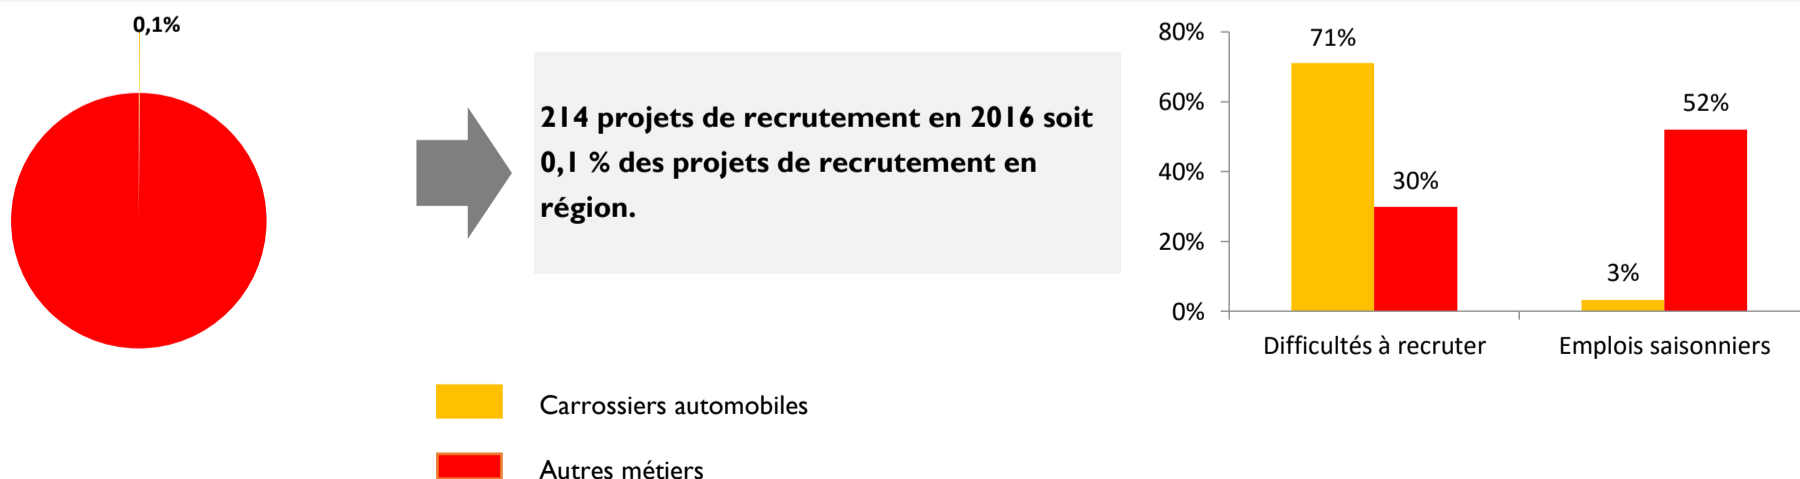 0,1%
214 projets de recrutement en 2016 soit
0,1 % des projets de recrutement en
région.
80%
60%
40%
20%
0%
71%
30%
3%
52%
Difficultés à recruter
Emplois saisonniers
Carrossiers automobiles
Autres métiers